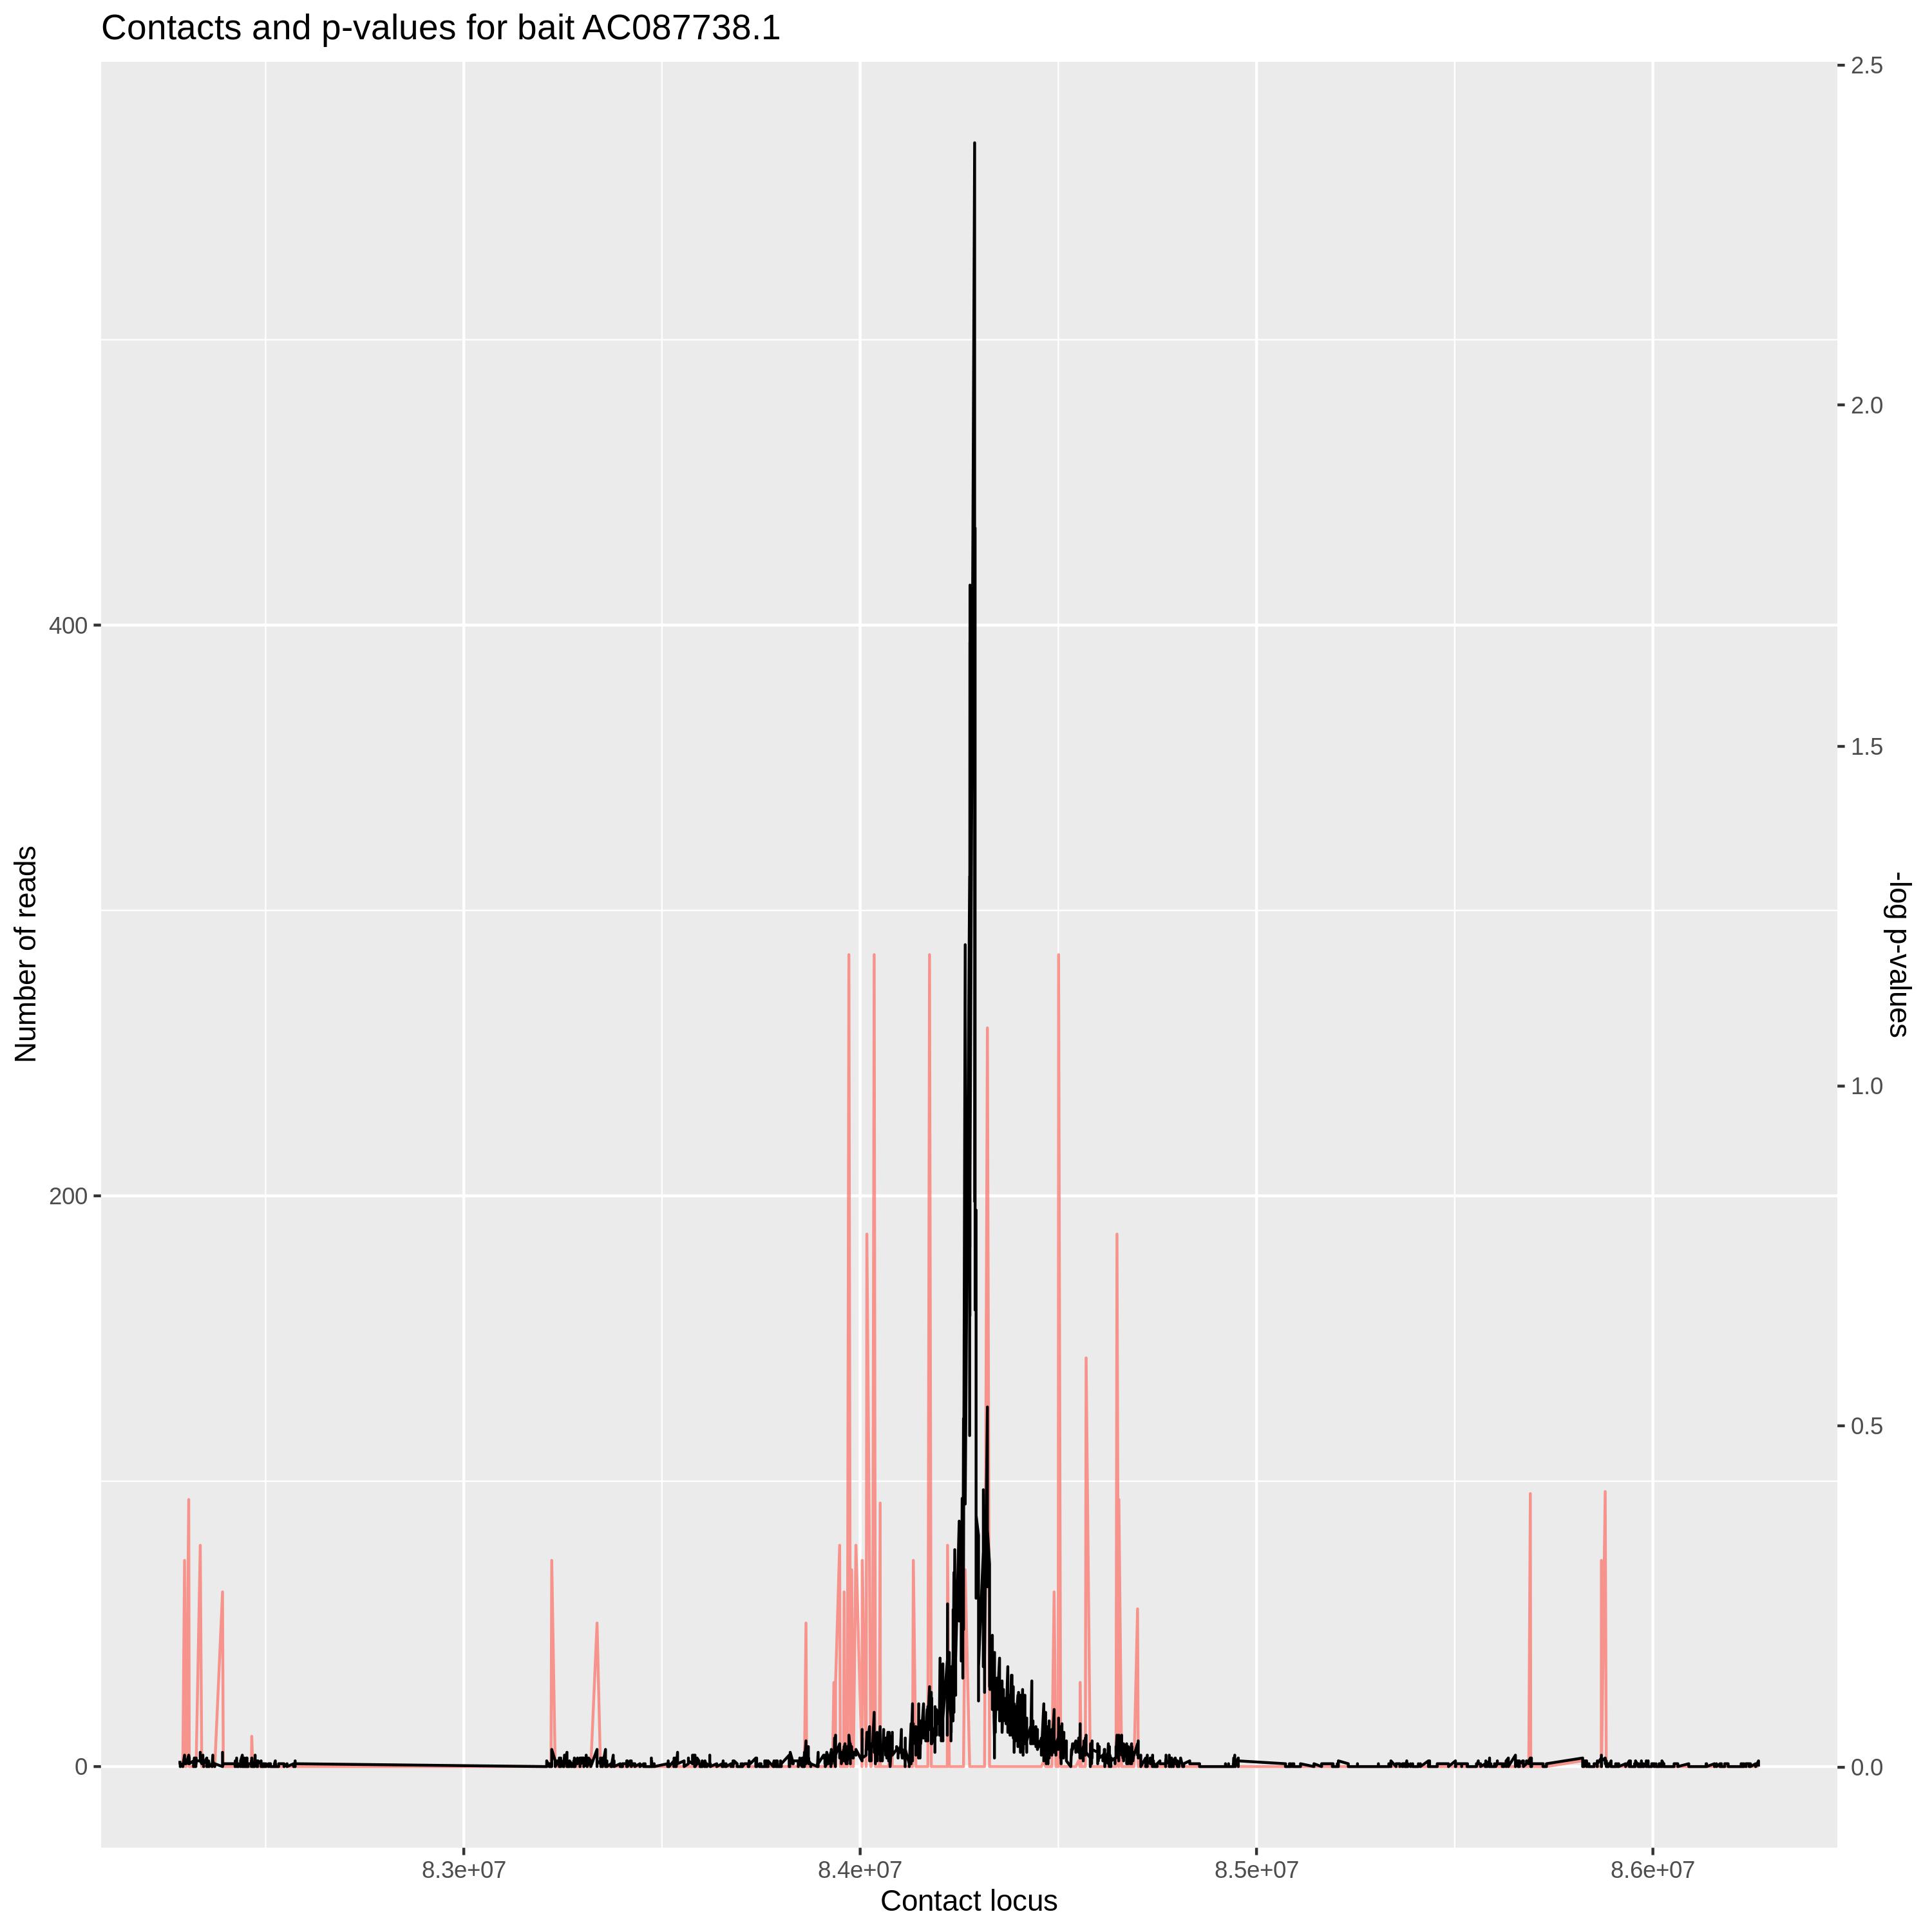 Contacts and p-values for bait AC087738.1
Number of reads
400
200
0
2.5
2.0
1.5
1.0
0.5
0.0
-log p-values
8.3e+07
8.4e+07
8.5e+07
8.6e+07
Contact locus